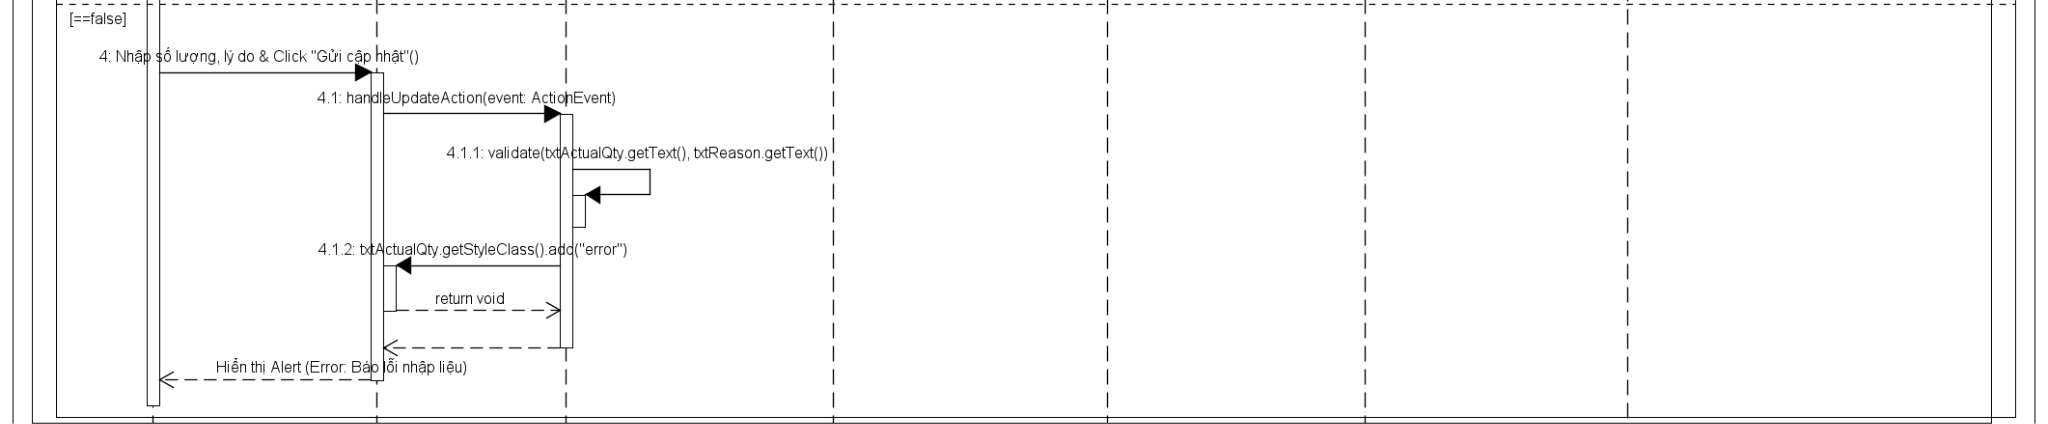 [==false]
4: Nhập số lượng, lý do & Click "Gửi cập nhật"()
4.1: handleUpdateAction(event: ActionEvent)
4.1.1: validate(txtActualQty.getText(), txtReason.getText())
4.1.2: txtActualQty.getStyleClass().add("error")
return void
Hiển thị Alert (Error: Báo lỗi nhập liệu)